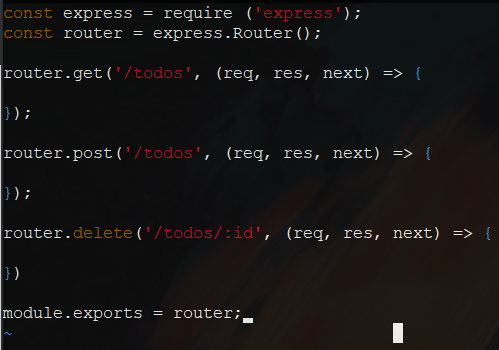 const express = require ('express');
const router = express.Router();
router.get('/todos', (req, res, next) => {
});
router.post('/todos', (req, res, next) => {
});
router.delete('/todos/:id', (req, res, next) => {
})
module.exports = router;
~